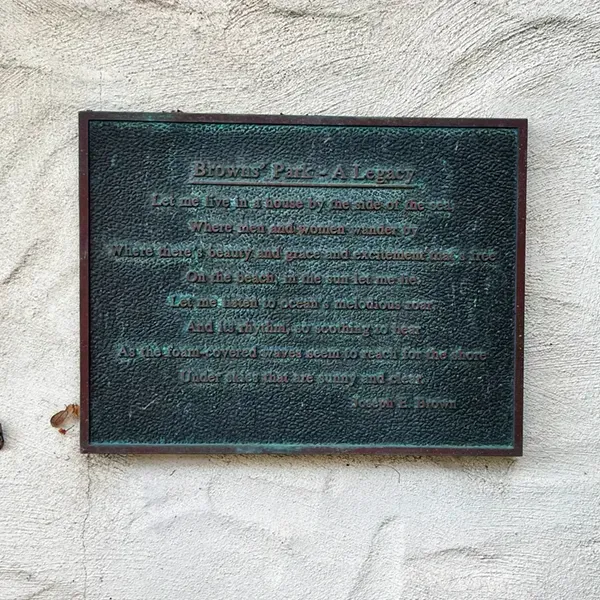 Browns' Park - A Legacy
Let me live in a house by the side of the sea,
Where men and women wander by
Where there's beauty and grace and excitement that's free
On the beach, in the sun let me lie.
Let me listen to ocean's melodious roar
And its rhythm, so soothing to hear
As the foam-covered waves seem to reach for the shore
Under skies that are sunny and clear.
Joseph E. Brown